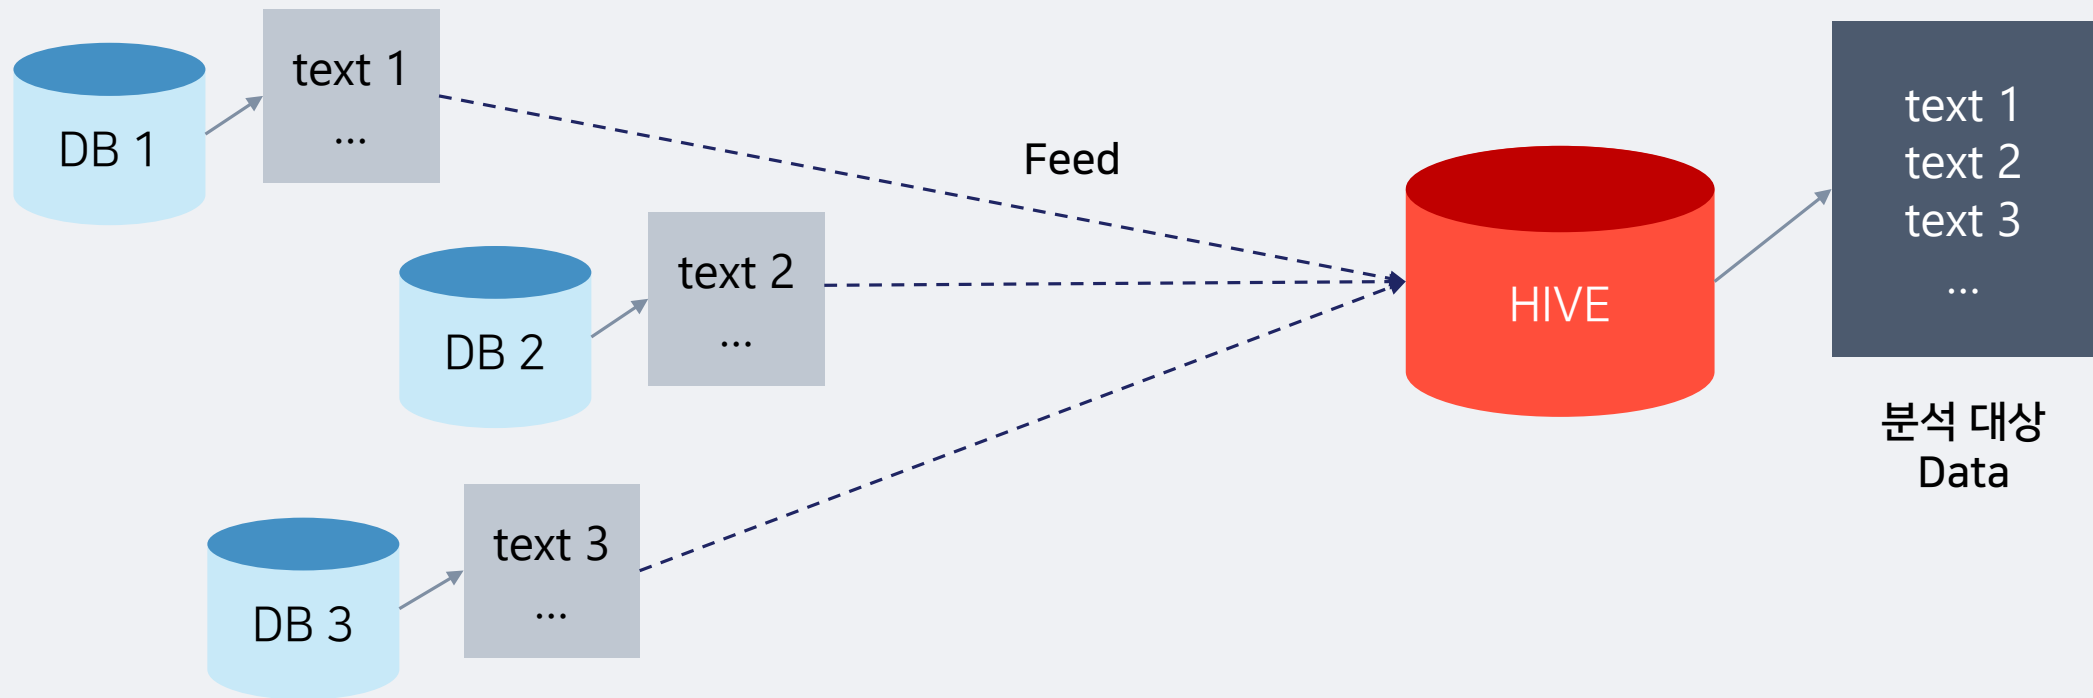 text 1
...
DB 1
Feed
text 2
...
DB 2
text 3
...
DB 3
HIVE
text 1
text 2
text 3
...
분석 대상
Data